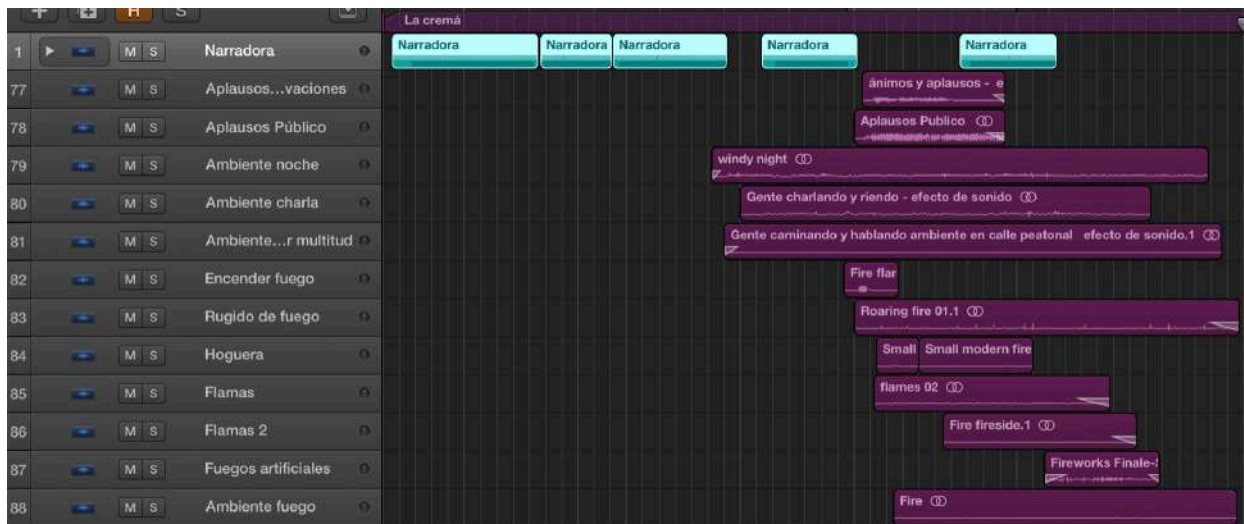 H S
La cremá
1 M S Narradora Narradora Narradora Narradora Narradora Narradora
77 M S Aplausos...vaciones ánimos y aplausos - e
78 M S Aplausos Público Aplausos Publico
79 M S Ambiente noche windy night
80 M S Ambiente charla Gente charlando y riendo - efecto de sonido
81 M S Ambiente...r multitud Gente caminando y hablando ambiente en calle peatonal efecto de sonido.1
82 M S Encender fuego Fire flar
83 M S Rugido de fuego Roaring fire 01.1
84 M S Hoguera Small Small modern fire
85 M S Flamas flames 02
86 M S Flamas 2 Fire fireside.1
87 M S Fuegos artificiales Fireworks Finale-
88 M S Ambiente fuego Fire